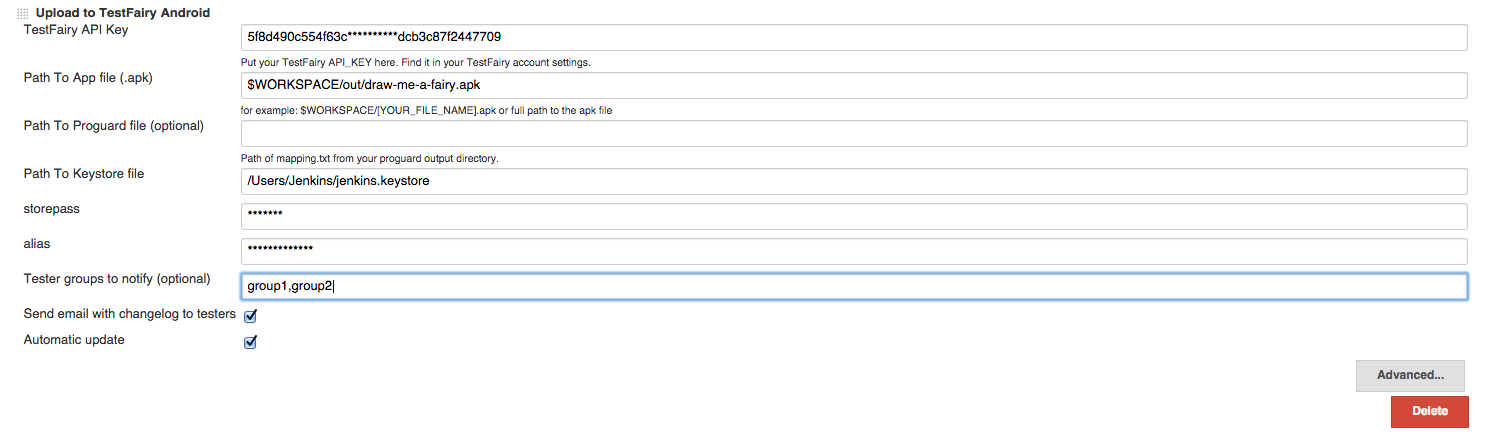 Upload to TestFairy Android
TestFairy API Key
5f8d490c554f63c**********dcb3c87f2447709
Put your TestFairy API_KEY here. Find it in your TestFairy account settings.
Path To App file (.apk)
$WORKSPACE/out/draw-me-a-fairy.apk
for example: $WORKSPACE/[YOUR_FILE_NAME].apk or full path to the apk file
Path To Proguard file (optional)
Path of mapping.txt from your proguard output directory.
Path To Keystore file
/Users/Jenkins/jenkins.keystore
storepass
*******
alias
*************
Tester groups to notify (optional)
group1,group2
Send email with changelog to testers
Automatic update
Advanced...
Delete